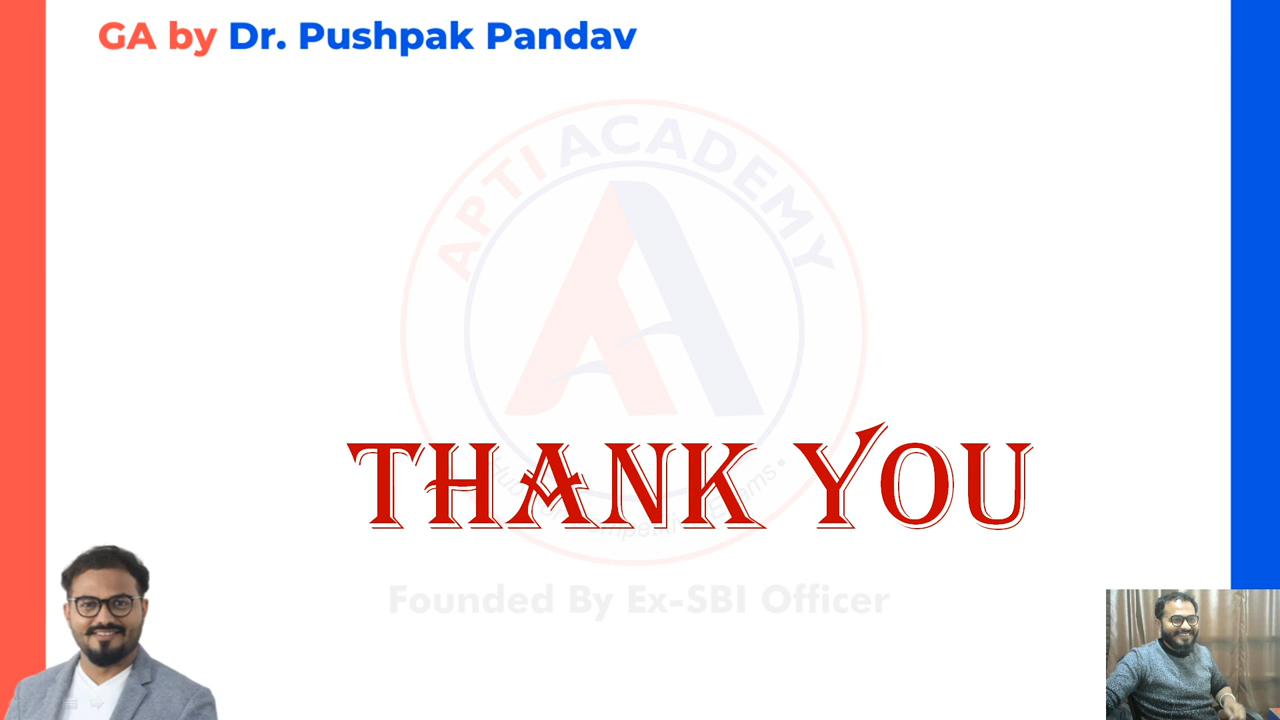 GA by Dr. Pushpak Pandav
APTI ACADEMY
THANK YOU
Founded By Ex-SBI Officer